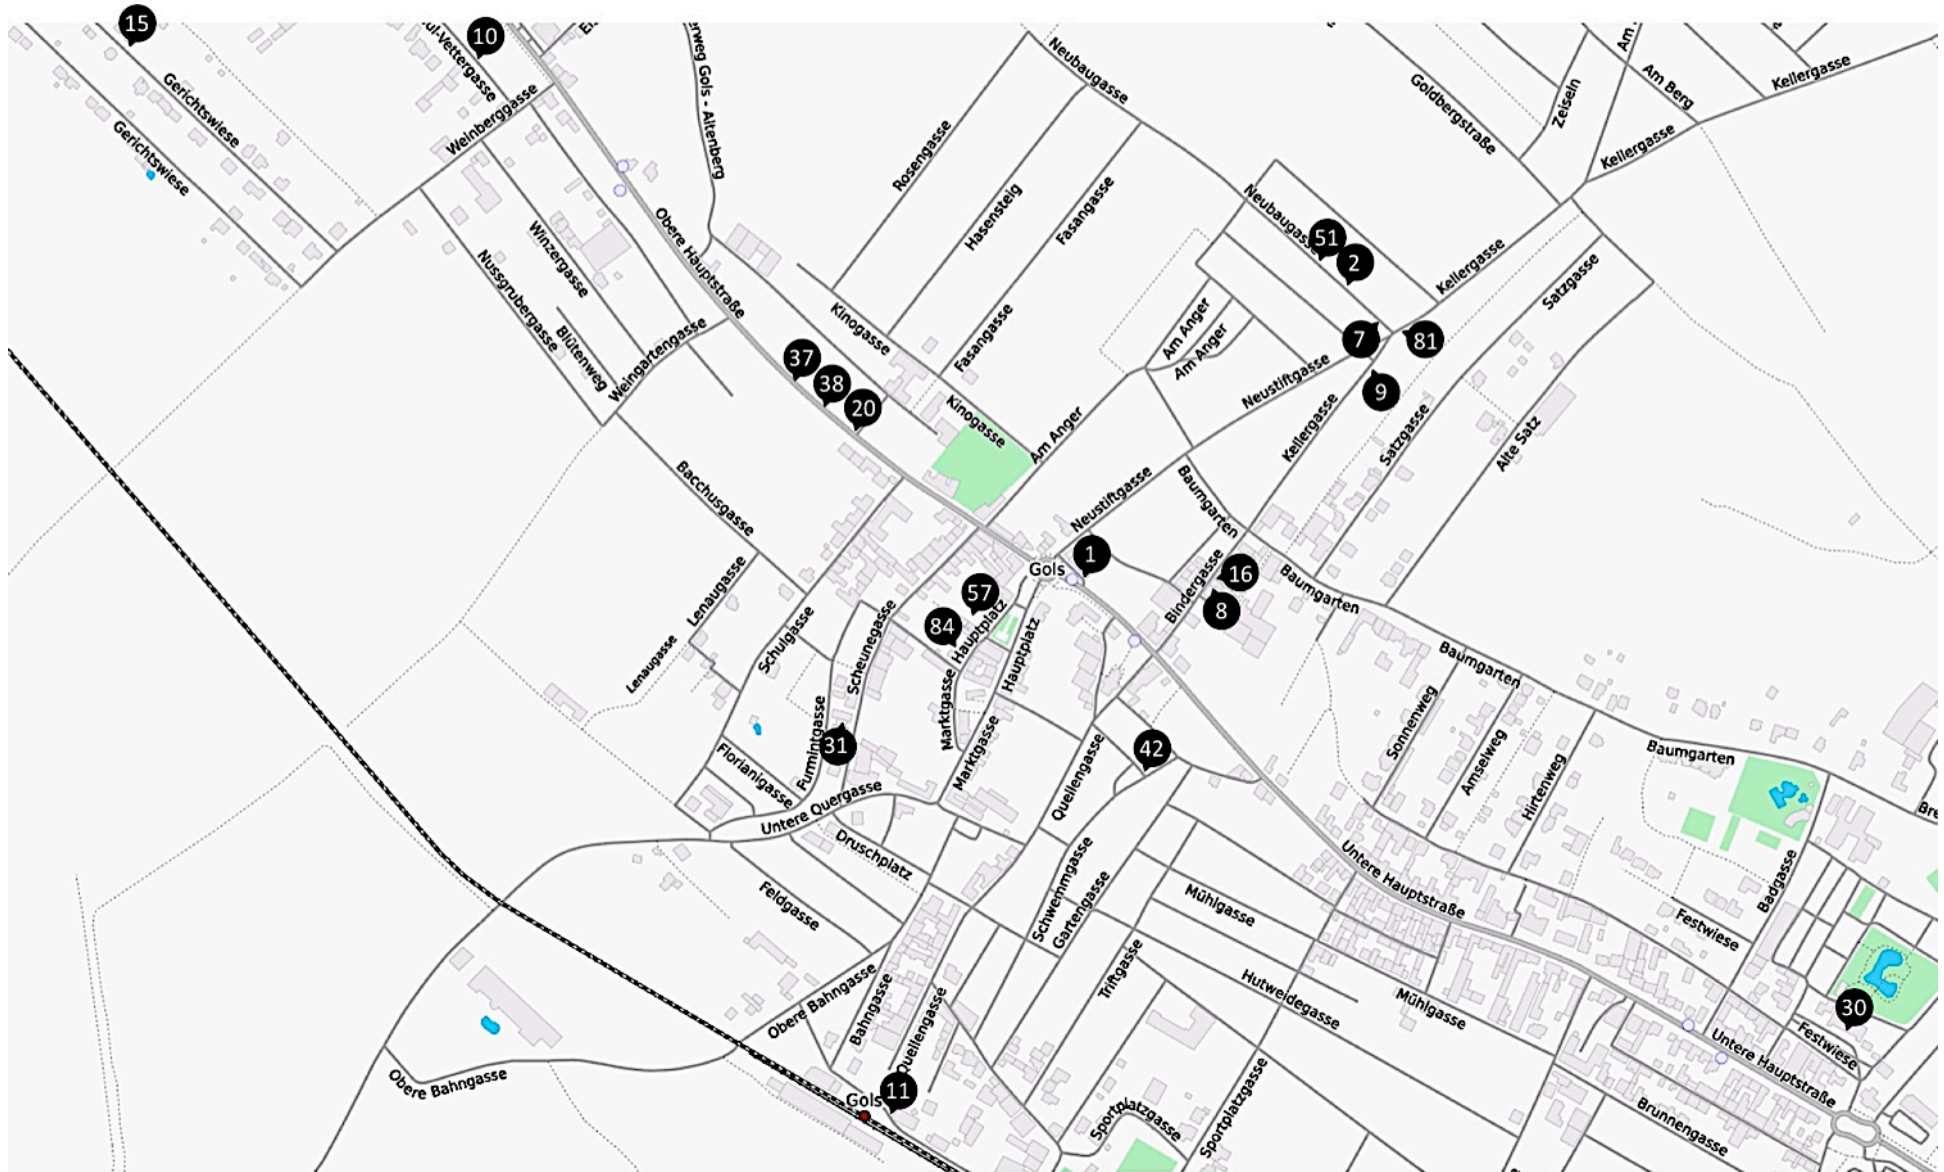 15
10
Gerichtswiese
Gerichtswiese
Weinberggasse
Neubaugasse
Goldbergstraße
Zeiseln
Am
Am Berg
Kellergasse
Kellergasse
Rosengasse
Hasensteig
Fasangasse
Neubaugasse
51
2
Kellergasse
Satzgasse
Obere Hauptstraße
Winzergasse
Nussgrubergasse
Blütenweg
Weingartengasse
Kinogasse
Fasangasse
Am Anger
Am Anger
7
81
9
37
38
20
Neustiftgasse
Kinogasse
Am Anger
Kellergasse
Satzgasse
Alte Satz
Bacchusgasse
Neustiftgasse
Baumgarten
1
Gols
Lenaugasse
Bindergasse
16
8
Baumgarten
57
84
Hauptplatz
Hauptplatz
Schulgasse
Scheunegasse
Lenaugasse
Marktgasse
Baumgarten
Sonnenweg
Furmintgasse
31
Marktgasse
Quellengasse
42
Amselweg
Hirtenweg
Baumgarten
Florianigasse
Untere Quergasse
Bre
Druschplatz
Schwemmgasse
Untere Hauptstraße
Badgasse
Feldgasse
Gartengasse
Mühlgasse
Festwiese
Triftgasse
Obere Bahngasse
Bahngasse
Quellengasse
Hutweidegasse
Mühlgasse
30
Festwiese
Untere Hauptstraße
Obere Bahngasse
11
Gols
Sportplatzgasse
Sportplatzgasse
Brunnengasse